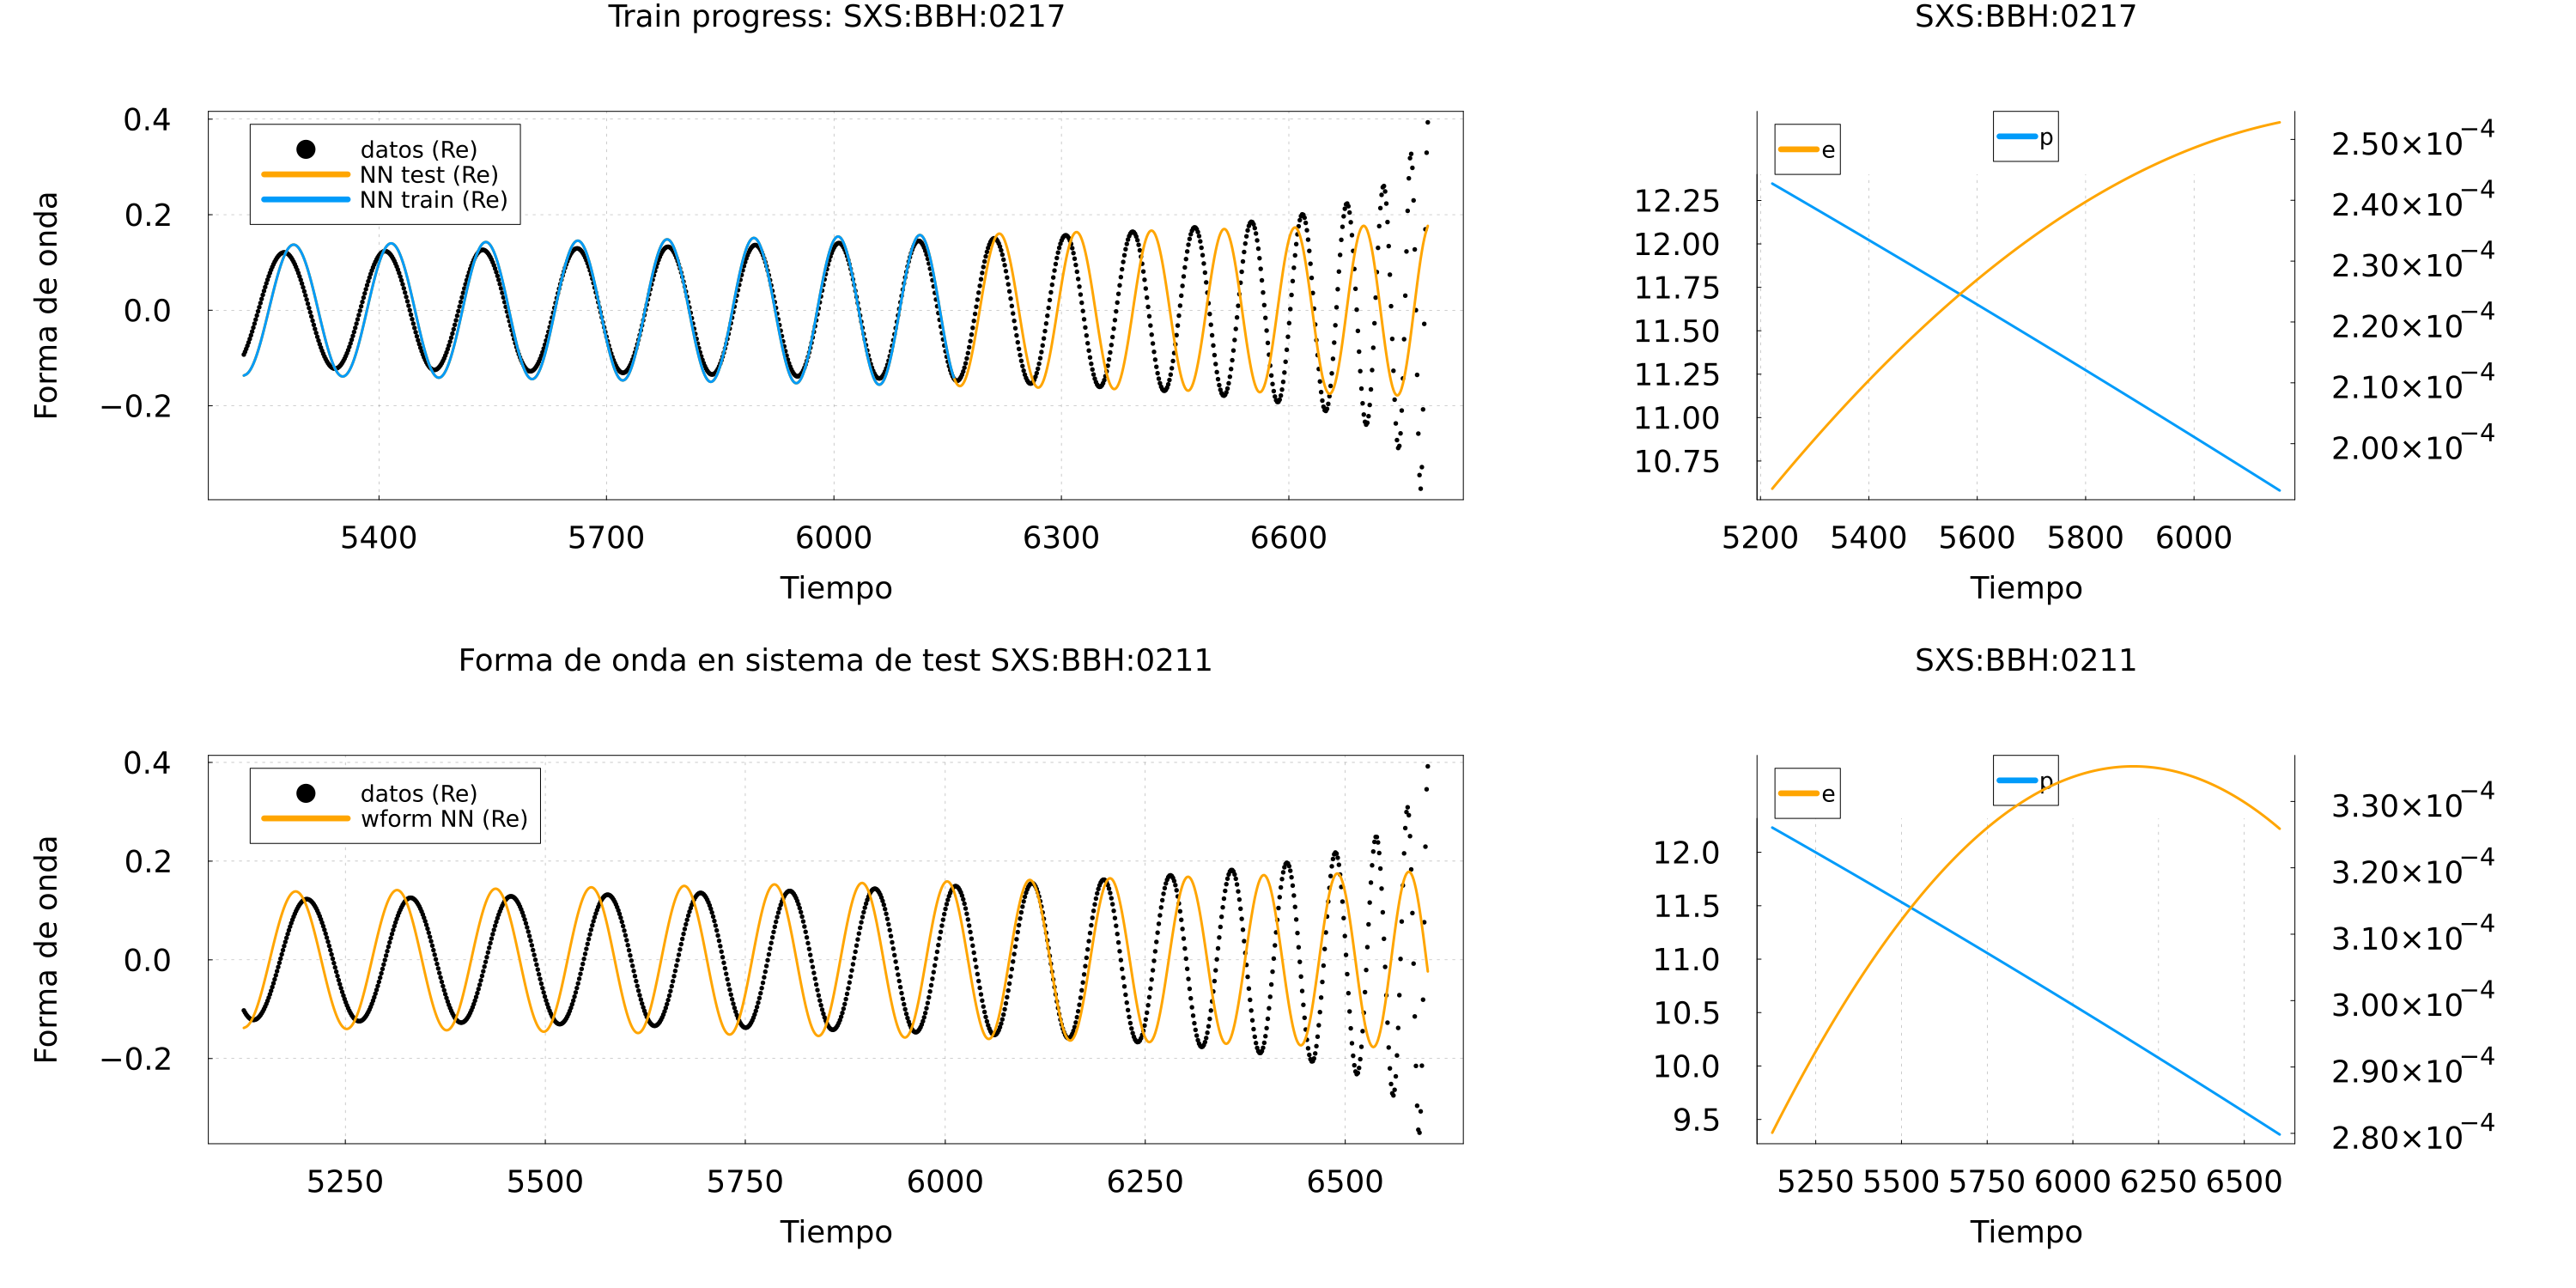 Train progress: SXS:BBH:0217
Forma de onda
0.4
0.2
0.0
−0.2
datos (Re)
NN test (Re)
NN train (Re)
5400 5700 6000 6300 6600
Tiempo
SXS:BBH:0217
e
p
12.25
12.00
11.75
11.50
11.25
11.00
10.75
2.50×10⁻⁴
2.40×10⁻⁴
2.30×10⁻⁴
2.20×10⁻⁴
2.10×10⁻⁴
2.00×10⁻⁴
5200 5400 5600 5800 6000
Tiempo
Forma de onda en sistema de test SXS:BBH:0211
Forma de onda
0.4
0.2
0.0
−0.2
datos (Re)
wform NN (Re)
5250 5500 5750 6000 6250 6500
Tiempo
SXS:BBH:0211
e
p
12.0
11.5
11.0
10.5
10.0
9.5
3.30×10⁻⁴
3.20×10⁻⁴
3.10×10⁻⁴
3.00×10⁻⁴
2.90×10⁻⁴
2.80×10⁻⁴
5250 5500 5750 6000 6250 6500
Tiempo